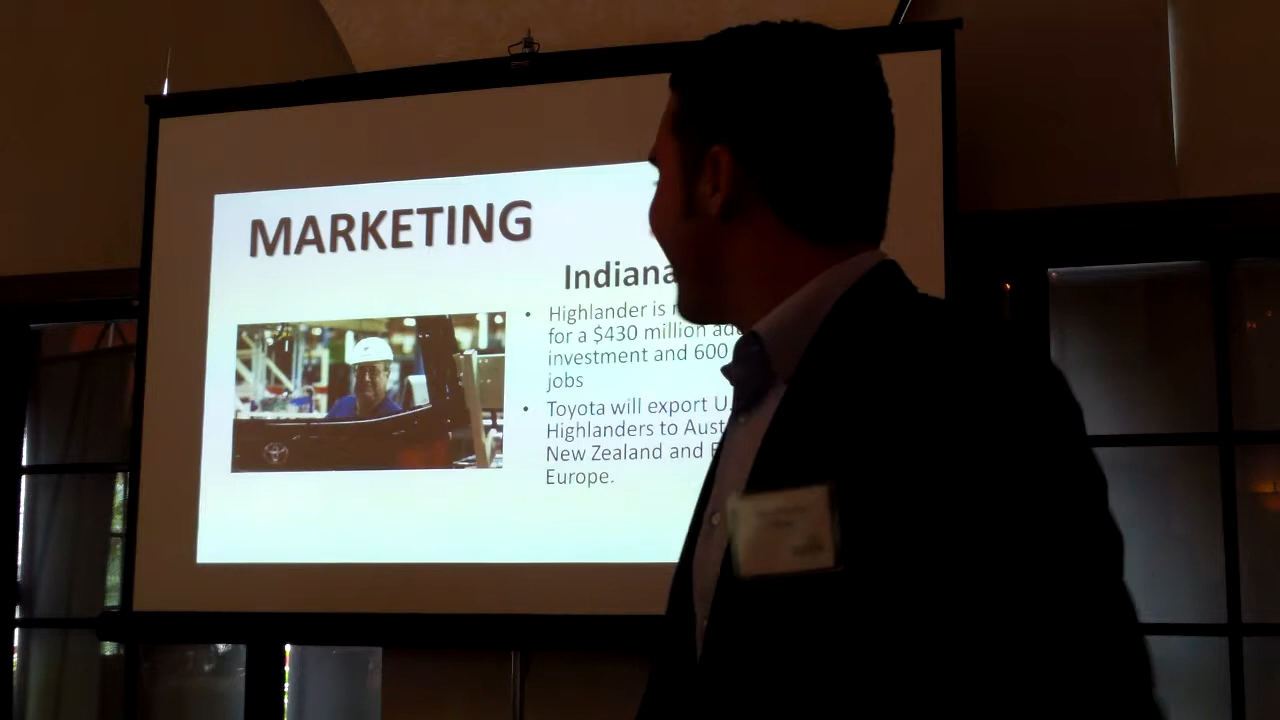 MARKETING
Indiana
Highlander is
for a $430 million
investment and 600
jobs
Toyota will export U.
Highlanders to Aust
New Zealand and
Europe.